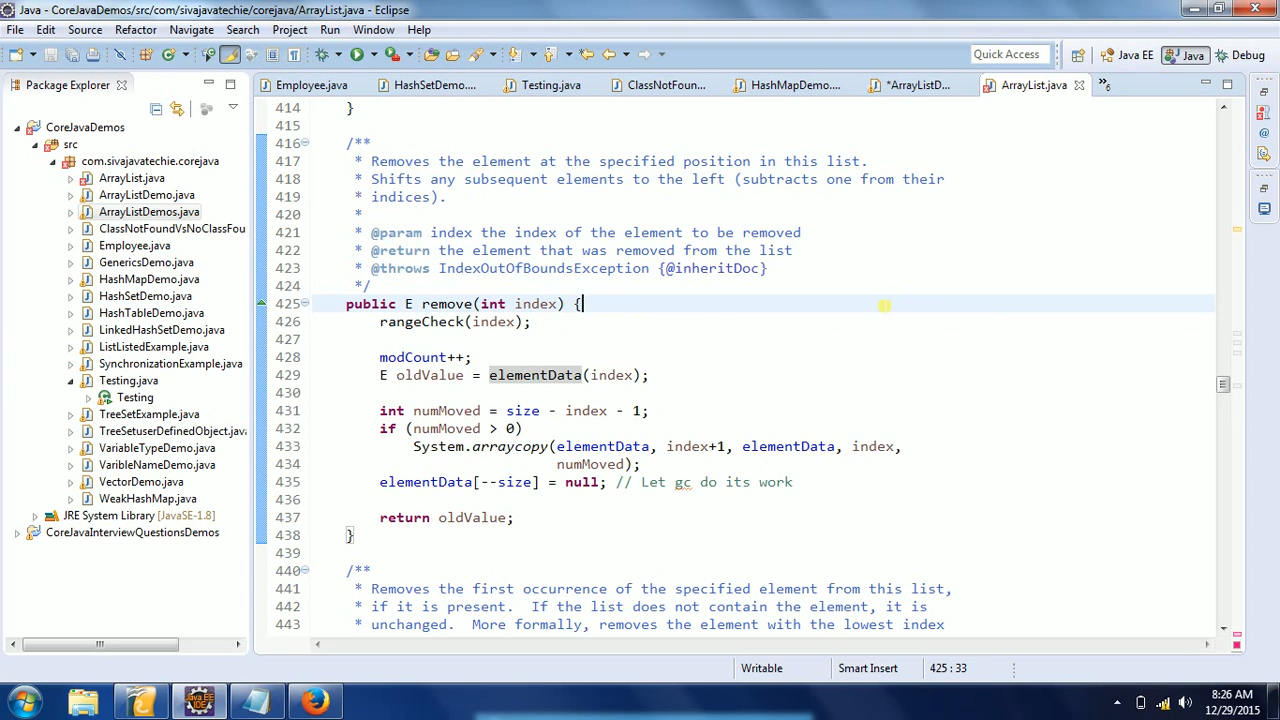 Java - CoreJavaDemos/src/com/sivajavatechie/corejava/ArrayList.java - Eclipse
File Edit Source Refactor Navigate Search Project Run Window Help
Quick Access Java EE Java Debug
Package Explorer
Employee.java HashSetDemo.... Testing.java ClassNotFoun... HashMapDemo.... *ArrayListD... ArrayList.java »6
CoreJavaDemos
src
com.sivajavatechie.corejava
ArrayList.java
ArrayListDemo.java
ArrayListDemos.java
ClassNotFoundVsNoClassFou
Employee.java
GenericsDemo.java
HashMapDemo.java
HashSetDemo.java
HashTableDemo.java
LinkedHashSetDemo.java
ListListedExample.java
SynchronizationExample.java
Testing.java
Testing
TreeSetExample.java
TreeSetuserDefinedObject.java
VariableTypeDemo.java
VaribleNameDemo.java
VectorDemo.java
WeakHashMap.java
JRE System Library [JavaSE-1.8]
CoreJavaInterviewQuestionsDemos
414 }
415
416 /**
417 * Removes the element at the specified position in this list.
418 * Shifts any subsequent elements to the left (subtracts one from their
419 * indices).
420 *
421 * @param index the index of the element to be removed
422 * @return the element that was removed from the list
423 * @throws IndexOutOfBoundsException {@inheritDoc}
424 */
425 public E remove(int index) {
426 rangeCheck(index);
427
428 modCount++;
429 E oldValue = elementData(index);
430
431 int numMoved = size - index - 1;
432 if (numMoved > 0)
433 System.arraycopy(elementData, index+1, elementData, index,
434 numMoved);
435 elementData[--size] = null; // Let gc do its work
436
437 return oldValue;
438 }
439
440 /**
441 * Removes the first occurrence of the specified element from this list,
442 * if it is present.  If the list does not contain the element, it is
443 * unchanged.  More formally, removes the element with the lowest index
Writable Smart Insert 425 : 33
Java EE IDE
8:26 AM
12/29/2015